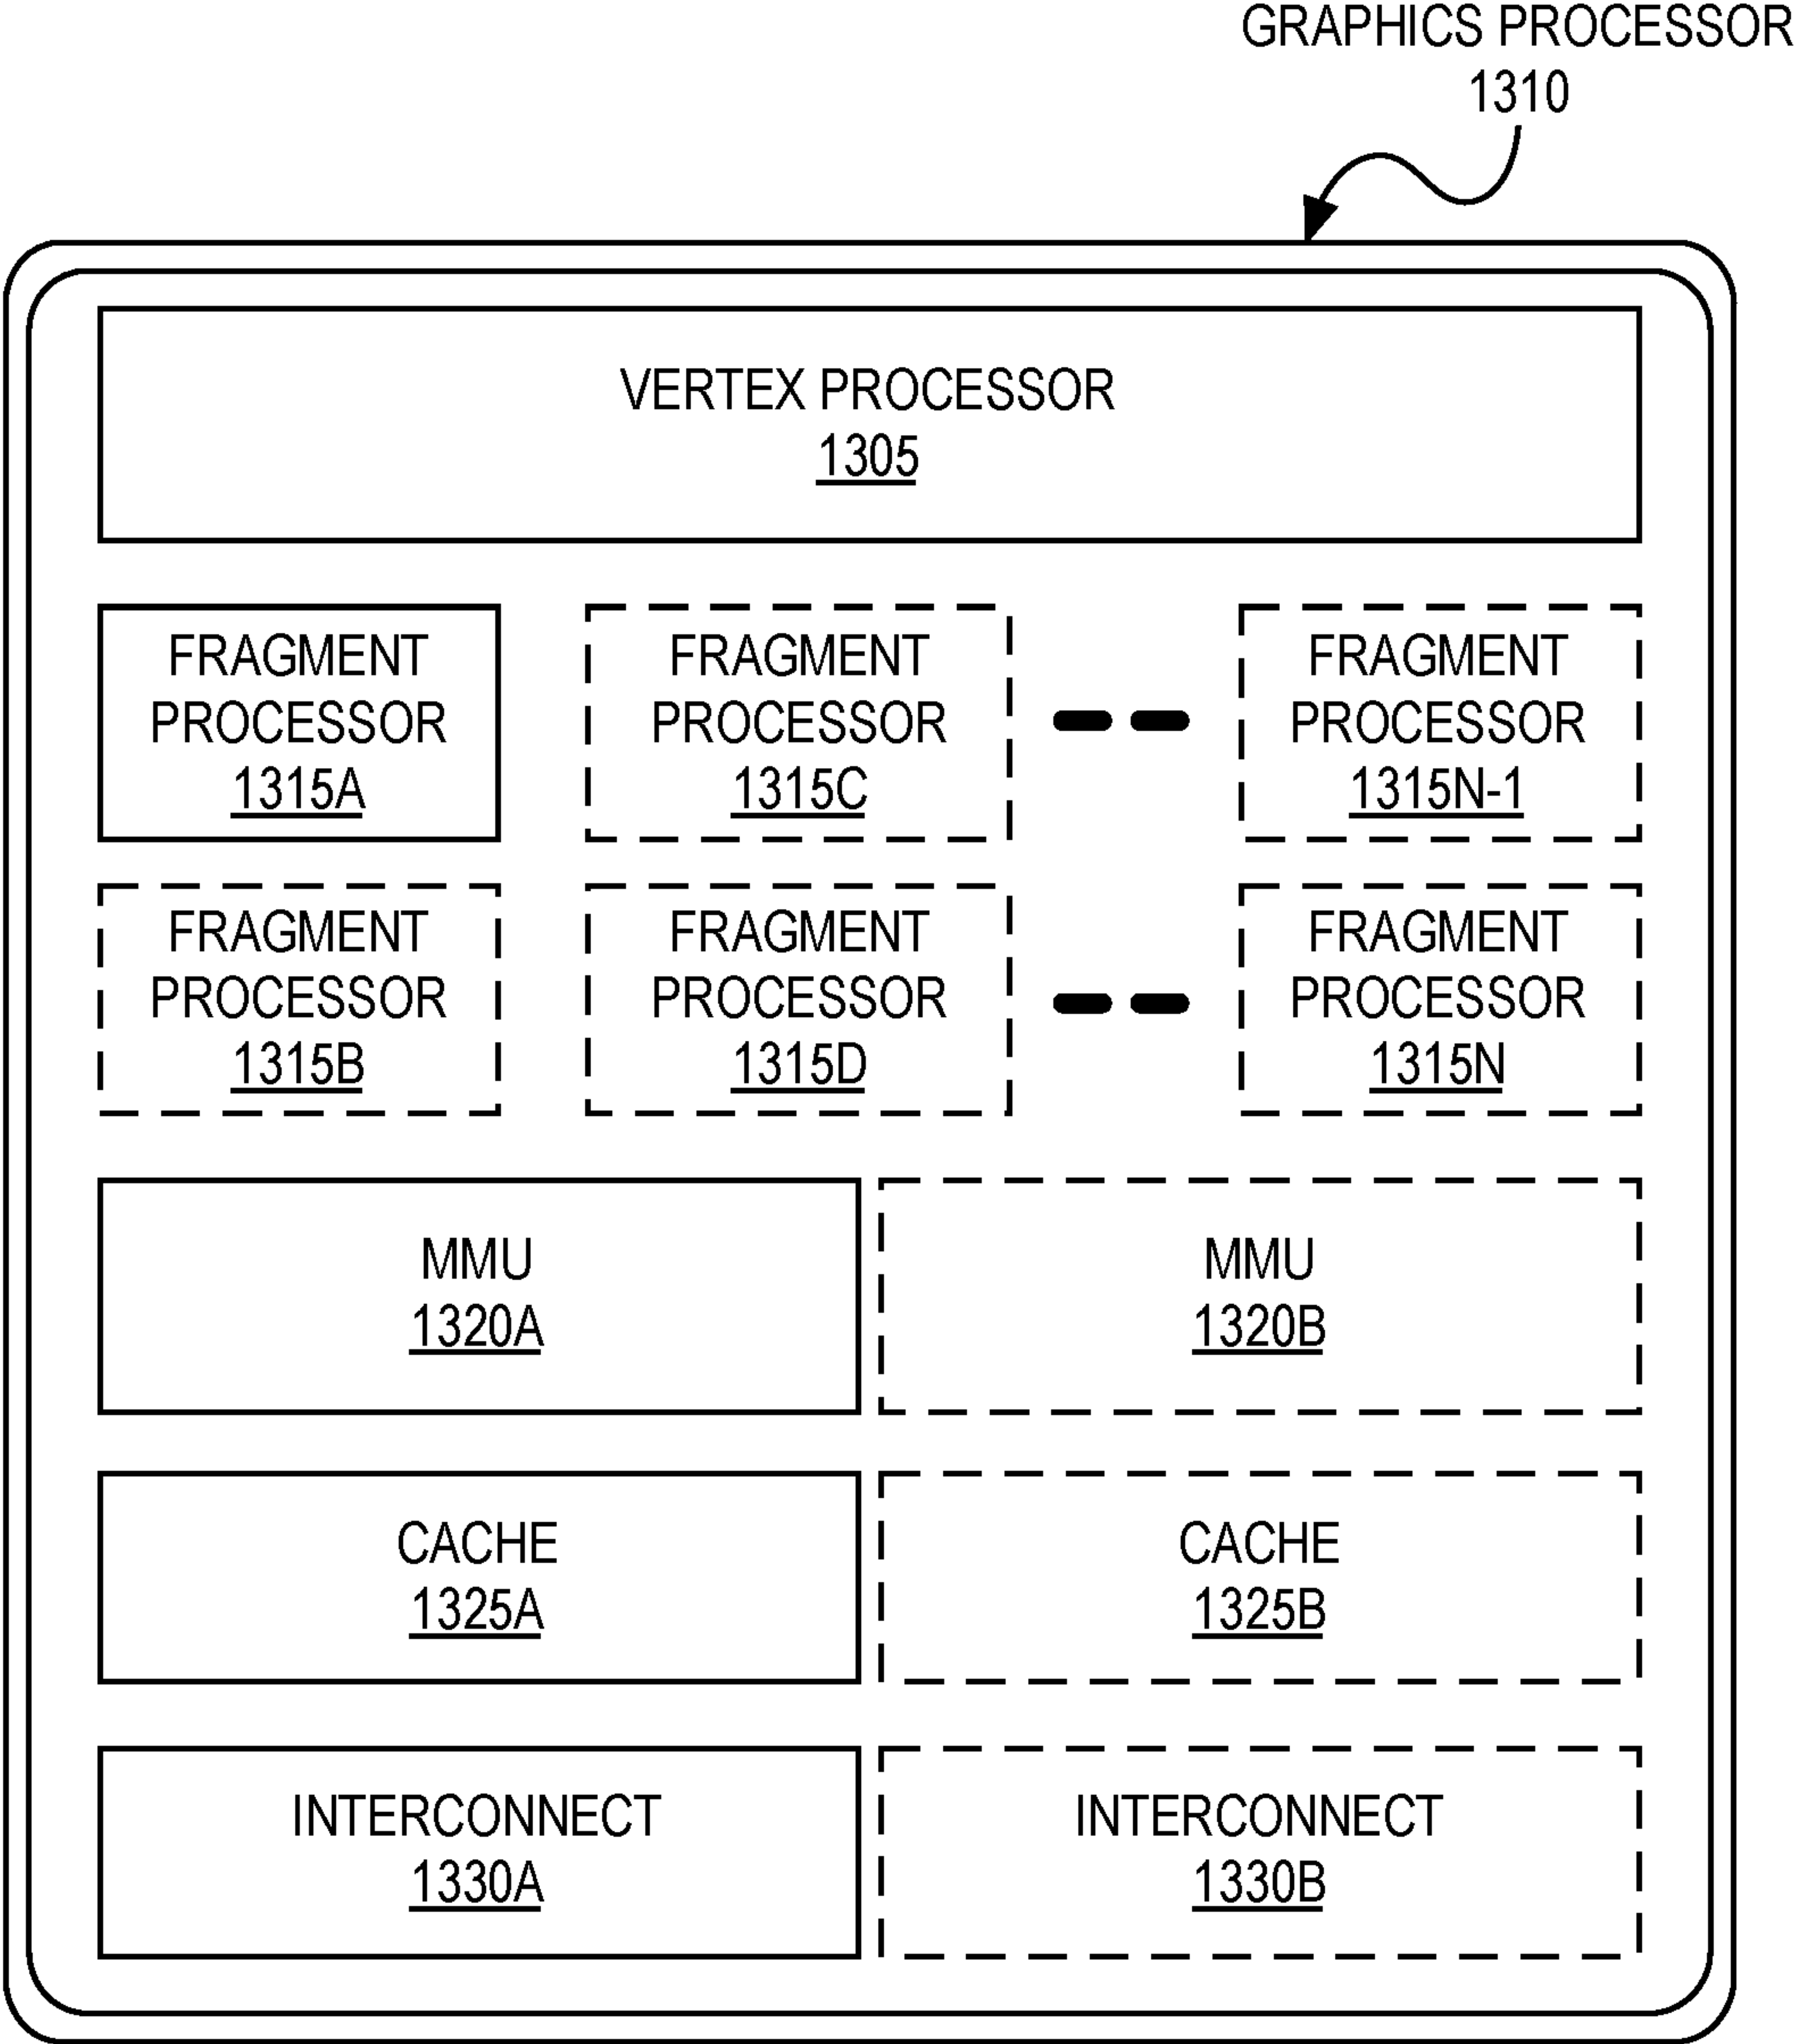 GRAPHICS PROCESSOR
1310
VERTEX PROCESSOR
1305
FRAGMENT
PROCESSOR
1315A
FRAGMENT
PROCESSOR
1315C
FRAGMENT
PROCESSOR
1315N-1
FRAGMENT
PROCESSOR
1315B
FRAGMENT
PROCESSOR
1315D
FRAGMENT
PROCESSOR
1315N
MMU
1320A
MMU
1320B
CACHE
1325A
CACHE
1325B
INTERCONNECT
1330A
INTERCONNECT
1330B